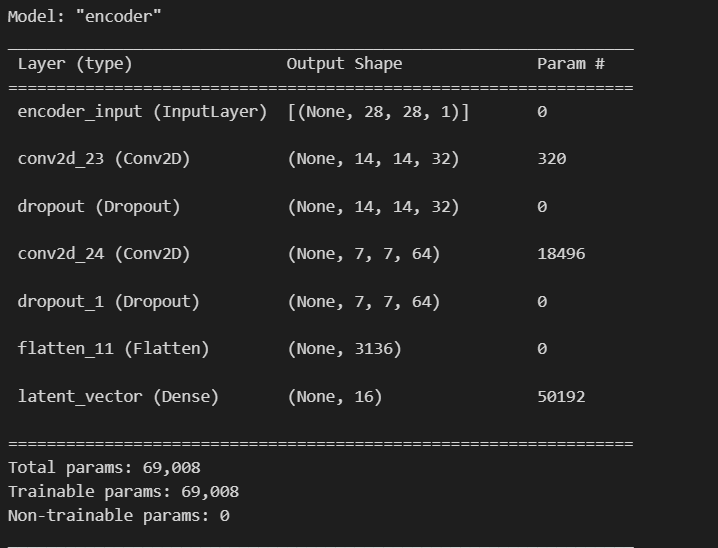 Model: "encoder"
_________________________________________________________________
Layer (type) Output Shape Param #
=================================================================
encoder_input (InputLayer) [(None, 28, 28, 1)] 0
conv2d_23 (Conv2D) (None, 14, 14, 32) 320
dropout (Dropout) (None, 14, 14, 32) 0
conv2d_24 (Conv2D) (None, 7, 7, 64) 18496
dropout_1 (Dropout) (None, 7, 7, 64) 0
flatten_11 (Flatten) (None, 3136) 0
latent_vector (Dense) (None, 16) 50192
=================================================================
Total params: 69,008
Trainable params: 69,008
Non-trainable params: 0
_________________________________________________________________